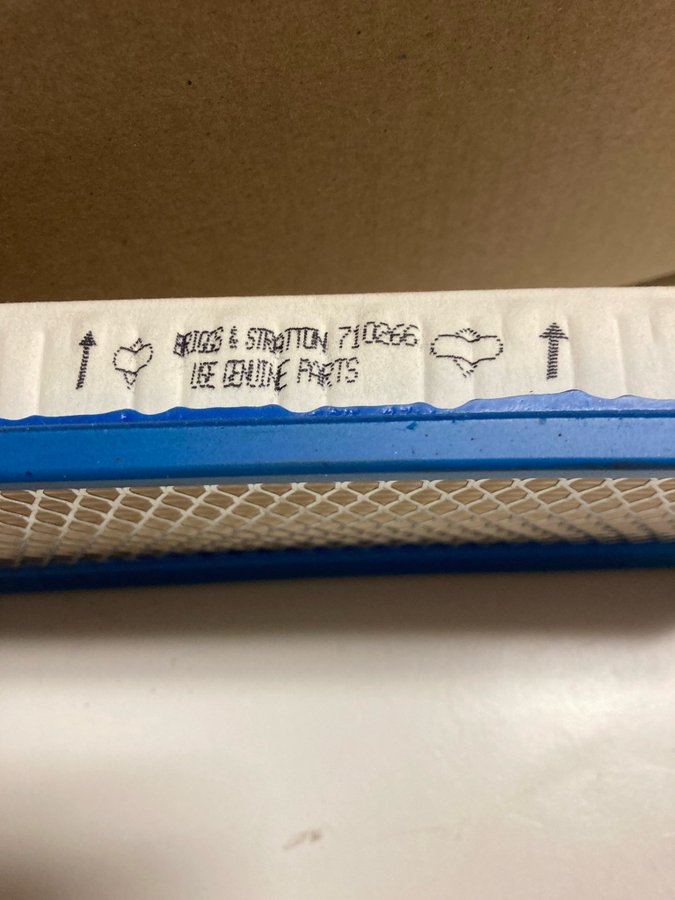 BRIGGS & STRATTON 710266
USE GENUINE PARTS